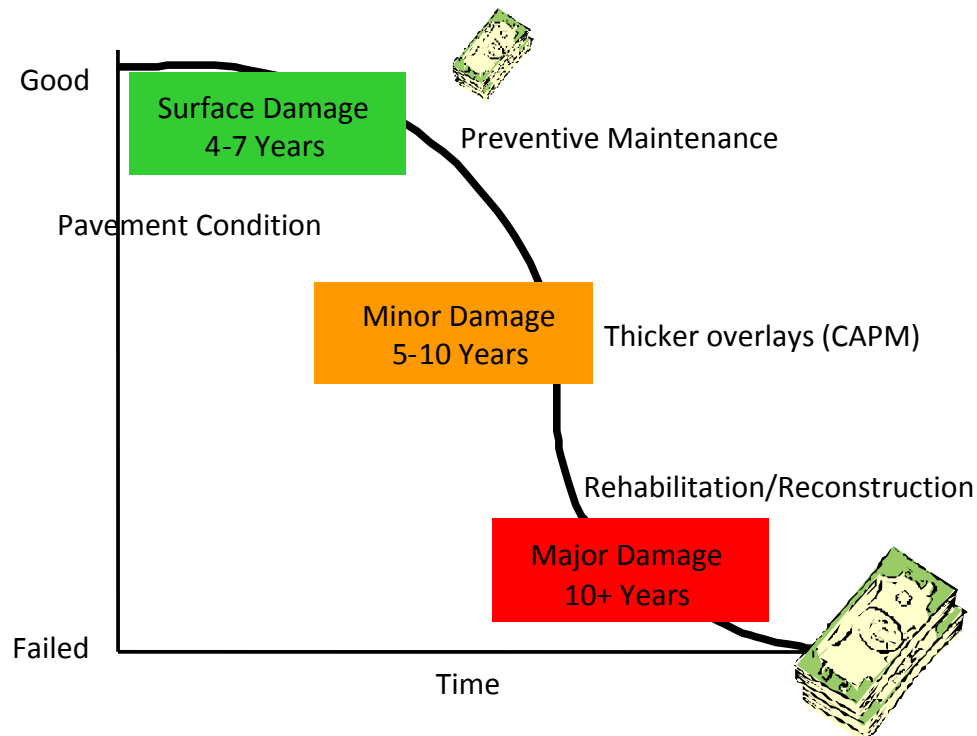 Good
Surface Damage
4-7 Years
Preventive Maintenance
Pavement Condition
Minor Damage
5-10 Years
Thicker overlays (CAPM)
Rehabilitation/Reconstruction
Major Damage
10+ Years
Failed
Time